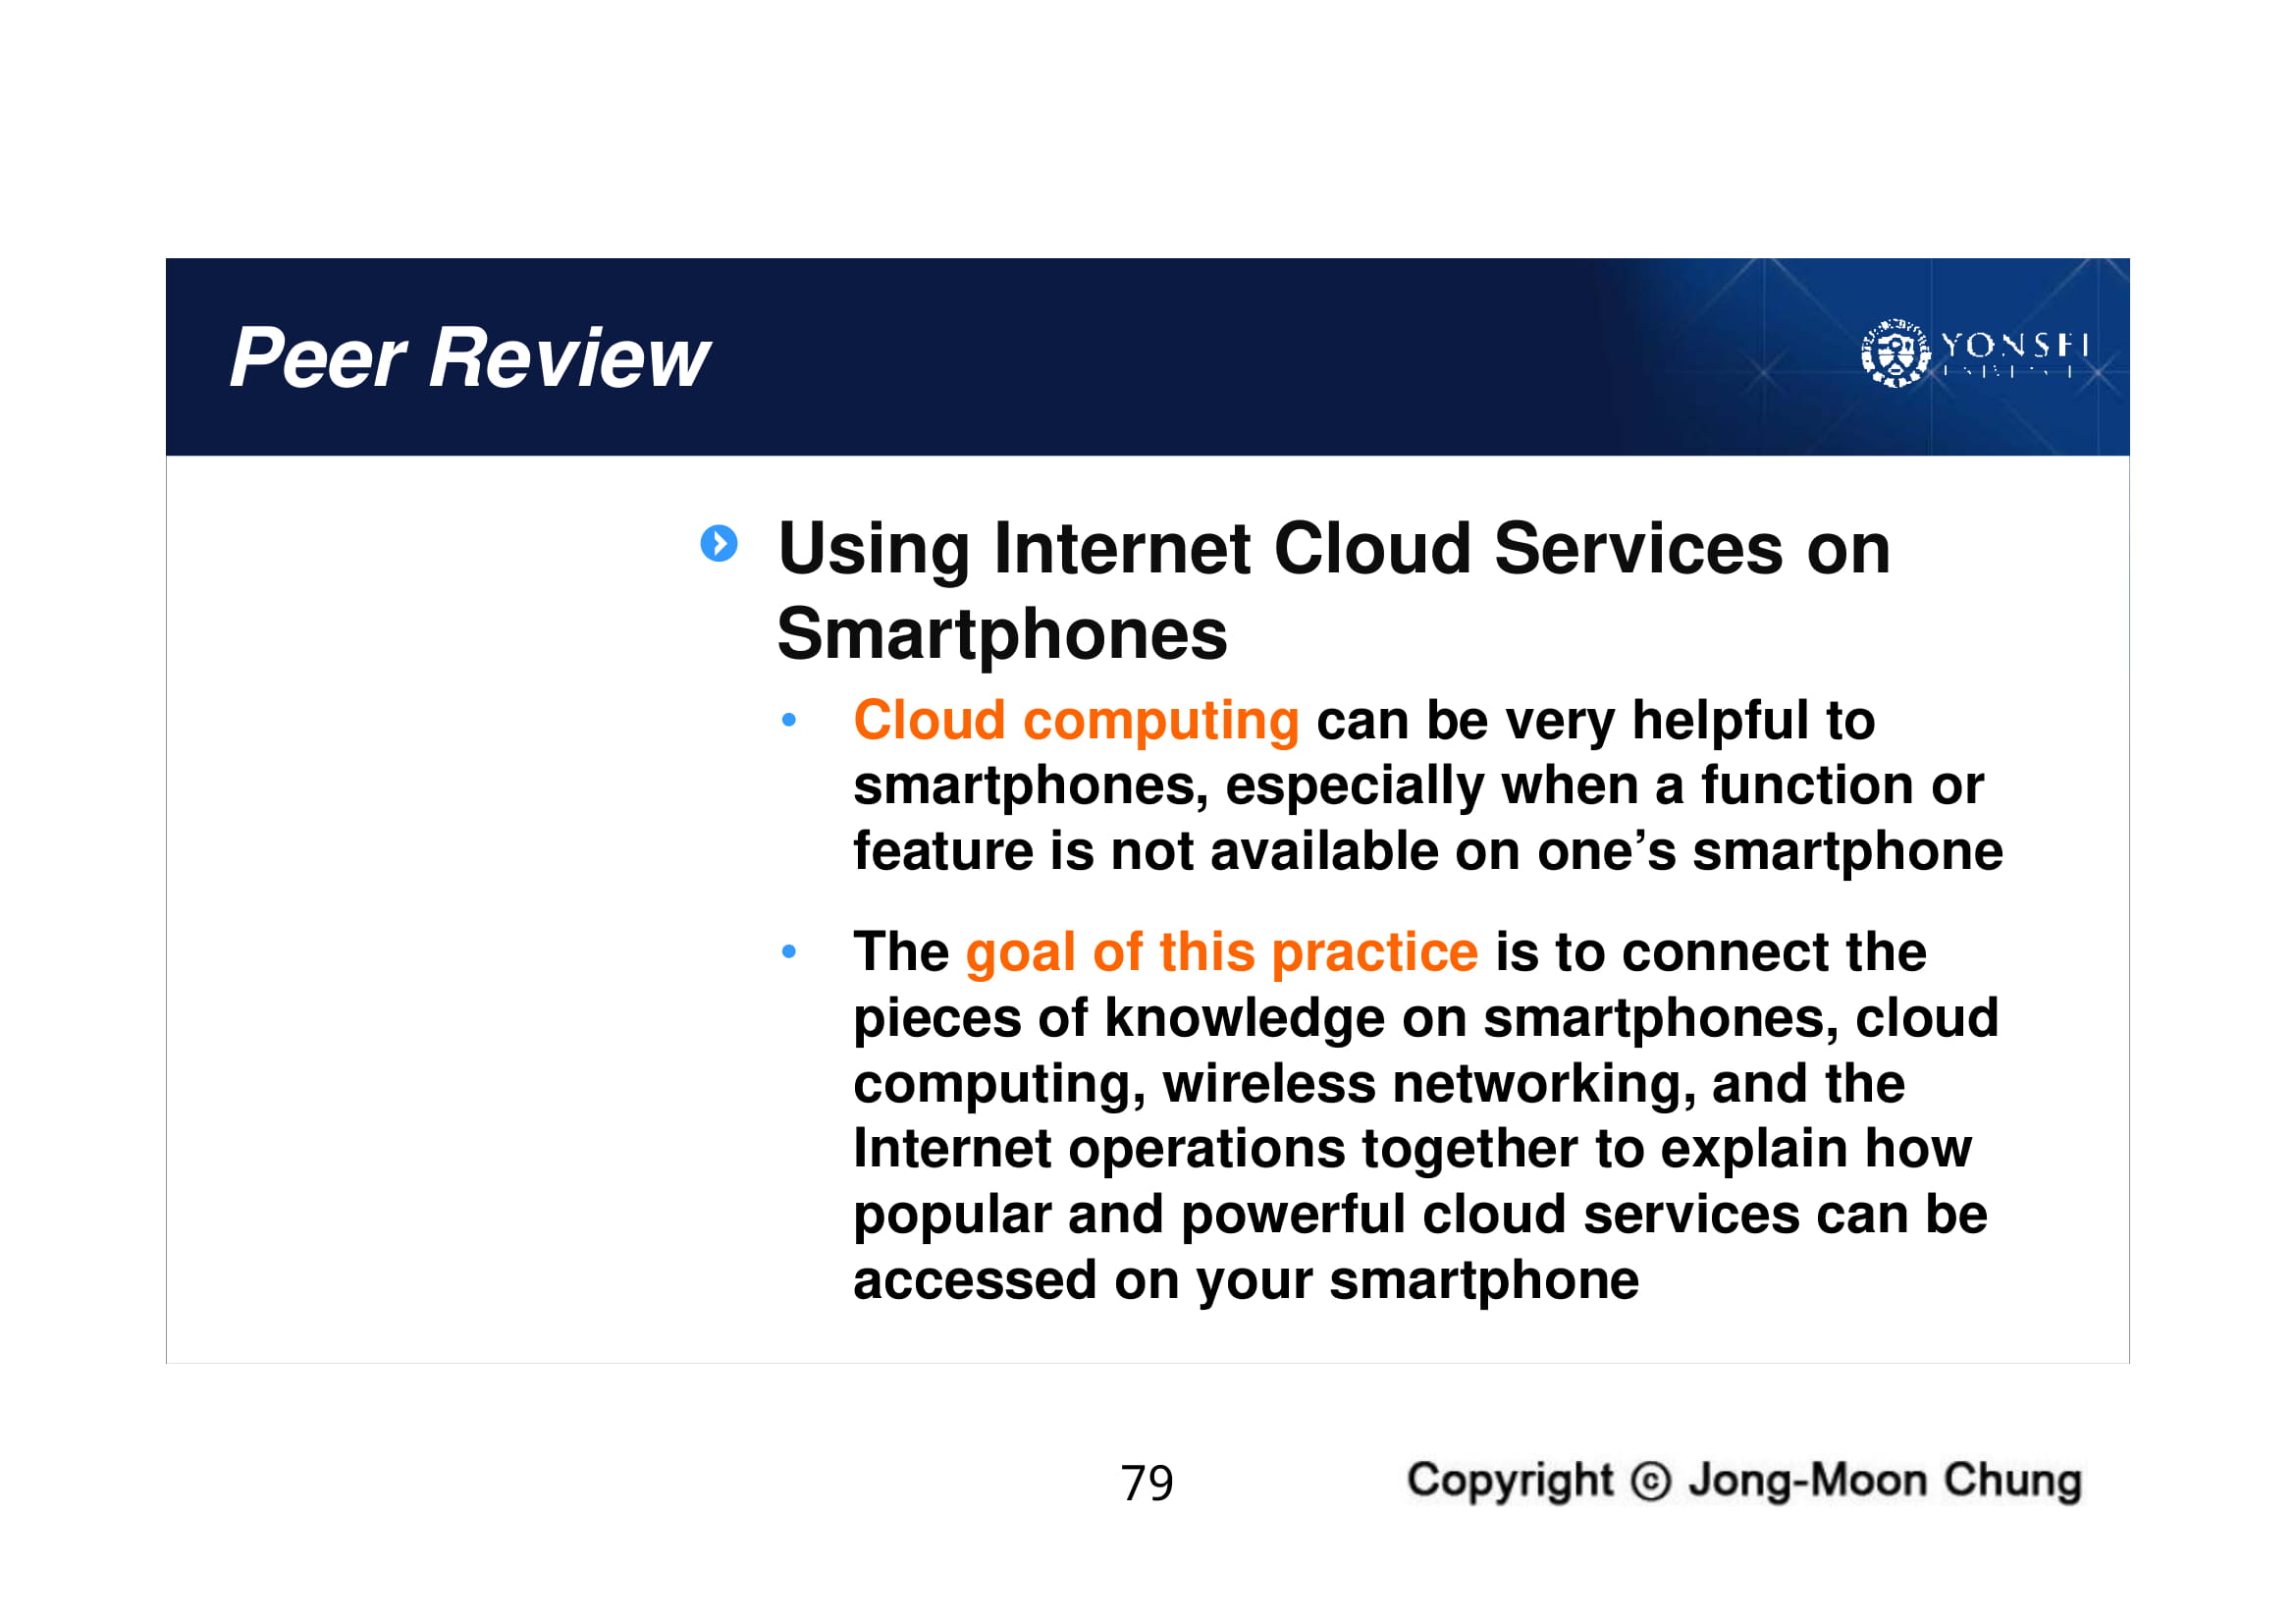 Peer Review
YONSEI
Using Internet Cloud Services on
Smartphones
• Cloud computing can be very helpful to
smartphones, especially when a function or
feature is not available on one’s smartphone
• The goal of this practice is to connect the
pieces of knowledge on smartphones, cloud
computing, wireless networking, and the
Internet operations together to explain how
popular and powerful cloud services can be
accessed on your smartphone
79
Copyright ⓒ Jong-Moon Chung